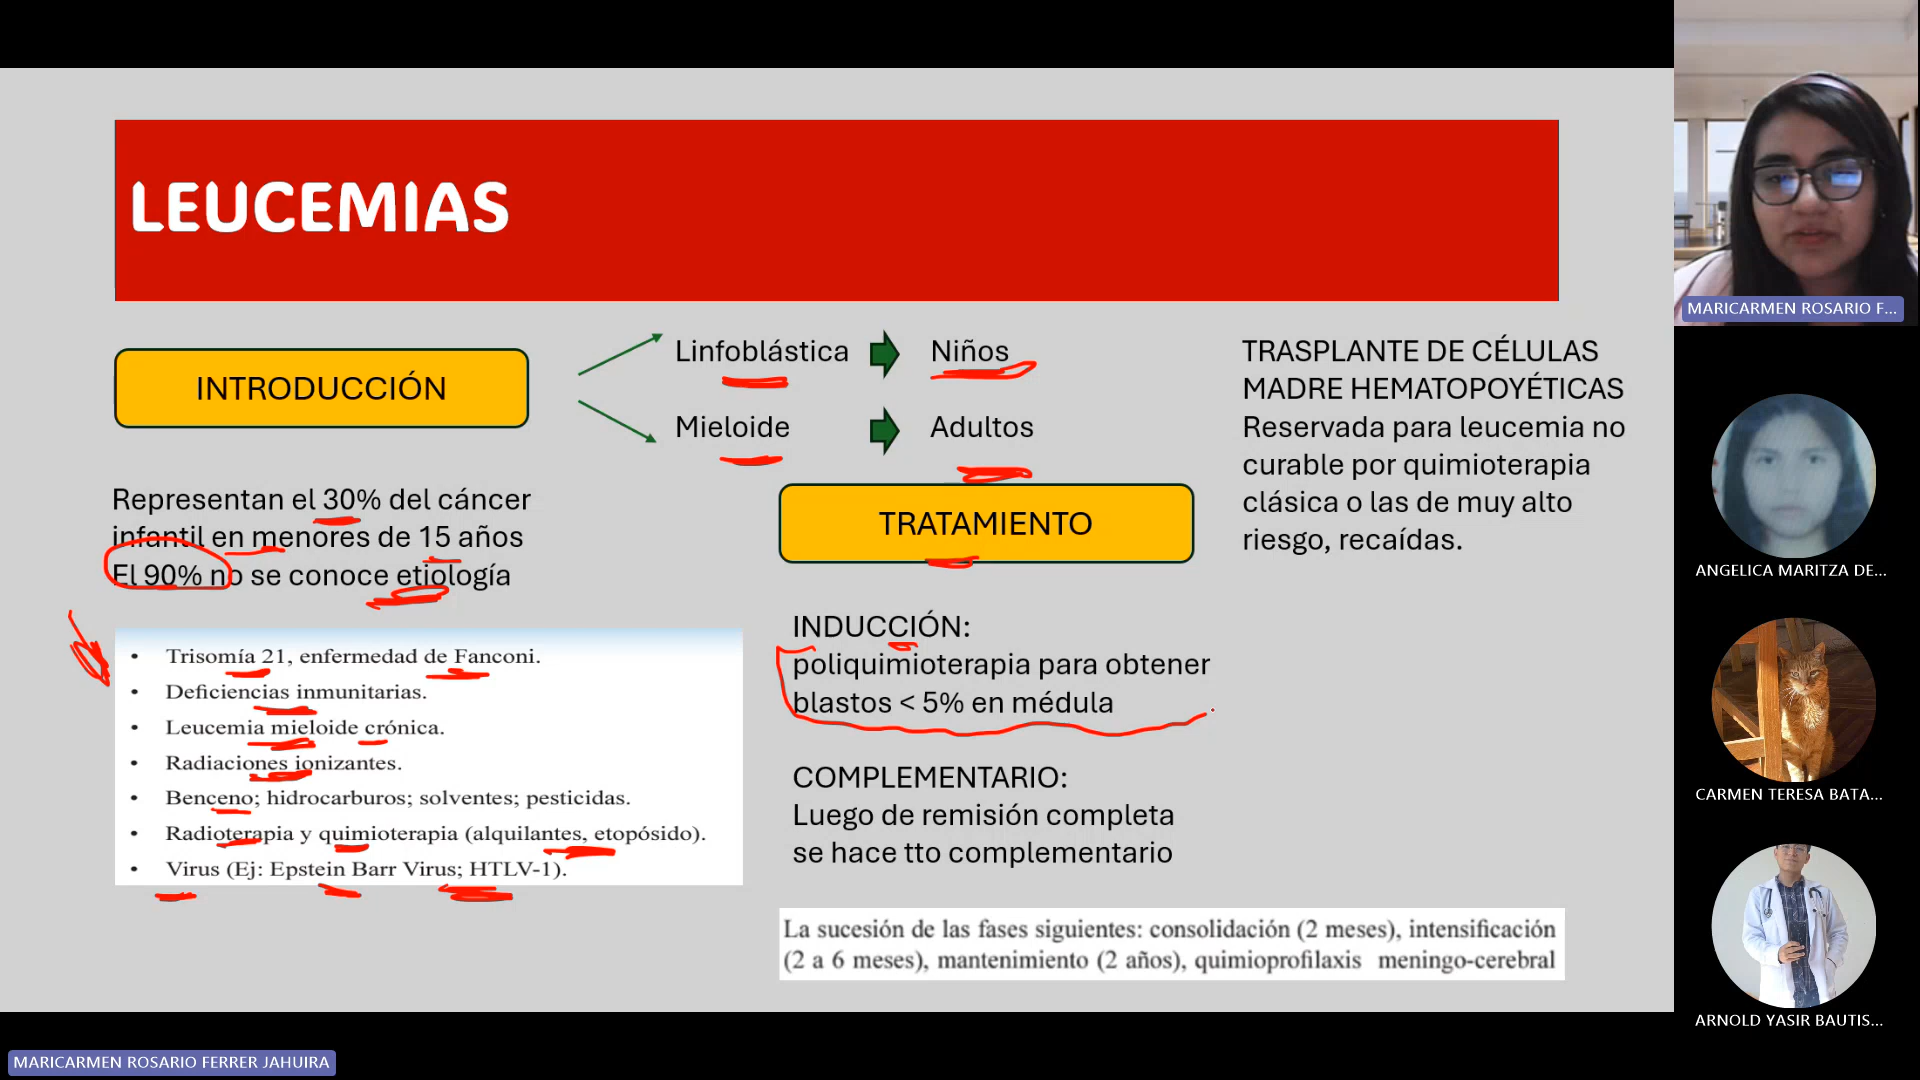 LEUCEMIAS
INTRODUCCIÓN
Linfoblástica
Niños
Mieloide
Adultos
Representan el 30% del cáncer
infantil en menores de 15 años
El 90% no se conoce etiología
• Trisomía 21, enfermedad de Fanconi.
• Deficiencias inmunitarias.
• Leucemia mieloide crónica.
• Radiaciones ionizantes.
• Benceno; hidrocarburos; solventes; pesticidas.
• Radioterapia y quimioterapia (alquilantes, etopósido).
• Virus (Ej: Epstein Barr Virus; HTLV-1).
TRATAMIENTO
INDUCCIÓN:
poliquimioterapia para obtener
blastos < 5% en médula
COMPLEMENTARIO:
Luego de remisión completa
se hace tto complementario
La sucesión de las fases siguientes: consolidación (2 meses), intensificación
(2 a 6 meses), mantenimiento (2 años), quimioprofilaxis meningo-cerebral
TRASPLANTE DE CÉLULAS
MADRE HEMATOPOYÉTICAS
Reservada para leucemia no
curable por quimioterapia
clásica o las de muy alto
riesgo, recaídas.
MARICARMEN ROSARIO F...
ANGELICA MARITZA DE...
CARMEN TERESA BATA...
ARNOLD YASIR BAUTIS...
MARICARMEN ROSARIO FERRER JAHUIRA